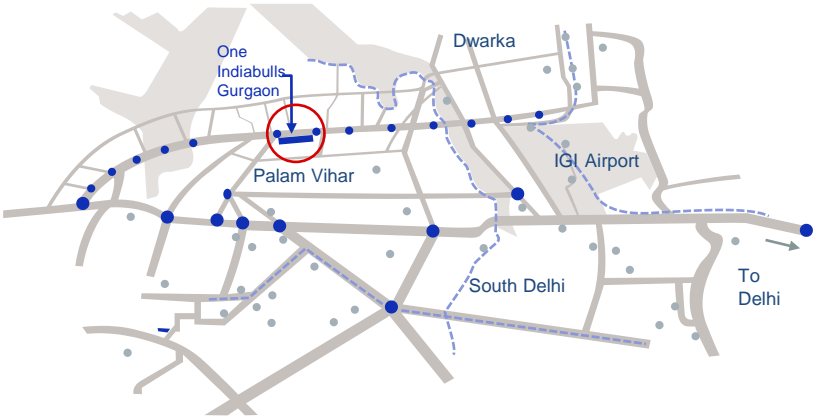 Dwarka
One
Indiabulls
Gurgaon
IGI Airport
Palam Vihar
South Delhi
To
Delhi